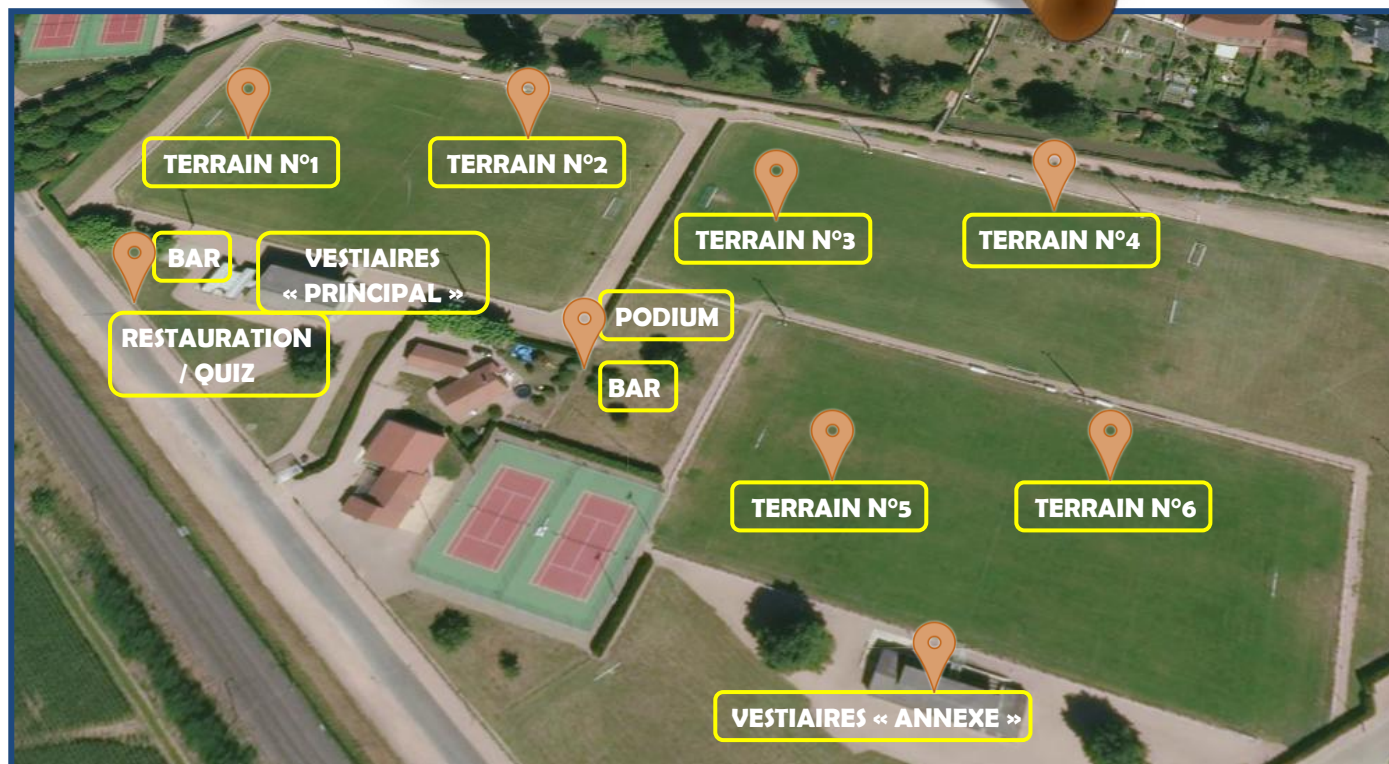 TERRAIN N°1
TERRAIN N°2
TERRAIN N°3
TERRAIN N°4
BAR
VESTIAIRES
« PRINCIPAL »
RESTAURATION
/ QUIZ
PODIUM
BAR
TERRAIN N°5
TERRAIN N°6
VESTIAIRES « ANNEXE »